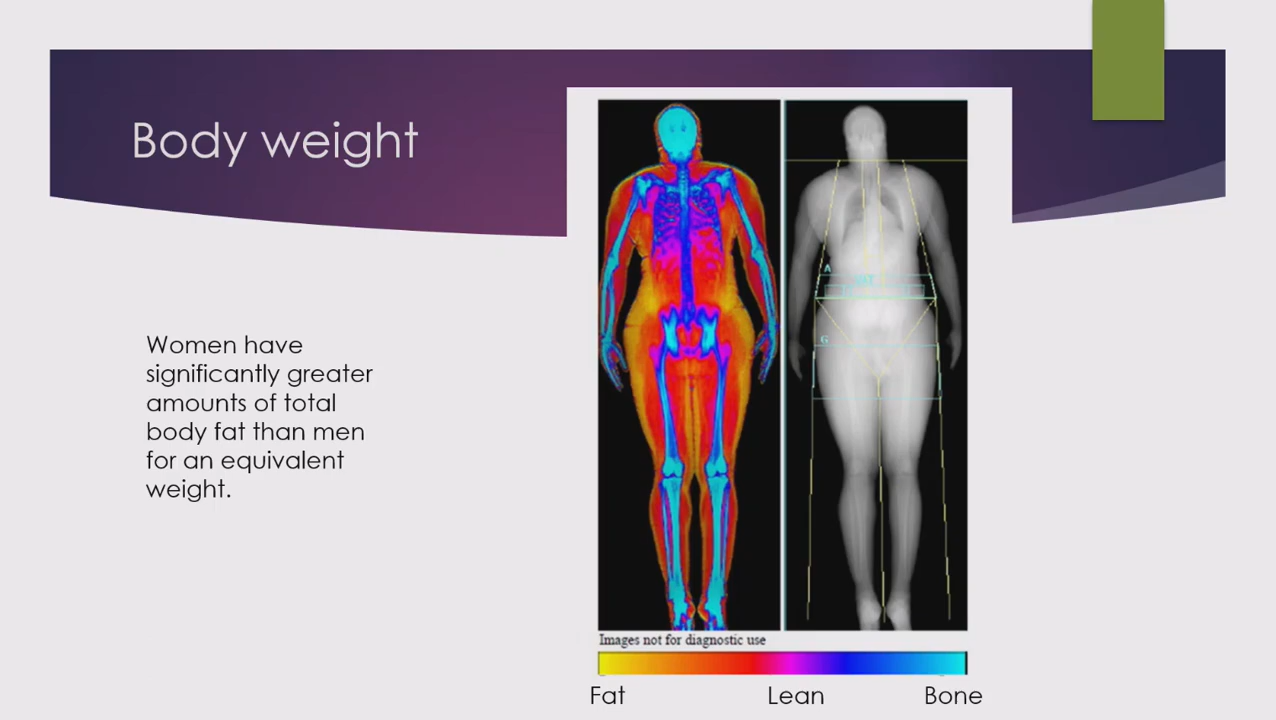 Body weight
Women have
significantly greater
amounts of total
body fat than men
for an equivalent
weight.
A
G
Images not for diagnostic use
Fat
Lean
Bone